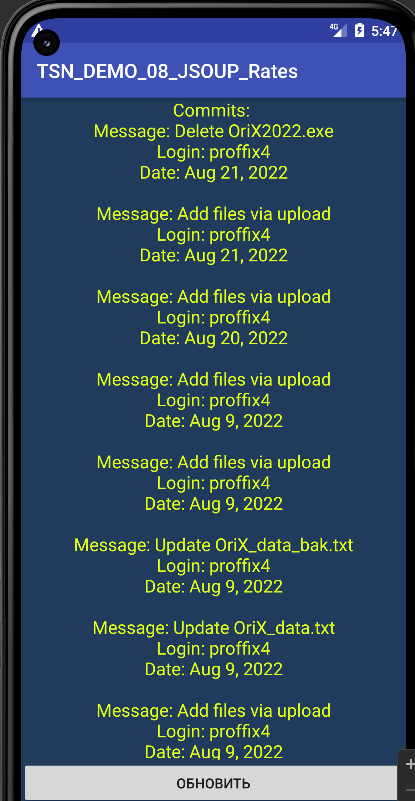 4G 5:47
TSN_DEMO_08_JSOUP_Rates
Commits:
Message: Delete OriX2022.exe
Login: proffix4
Date: Aug 21, 2022
Message: Add files via upload
Login: proffix4
Date: Aug 21, 2022
Message: Add files via upload
Login: proffix4
Date: Aug 20, 2022
Message: Add files via upload
Login: proffix4
Date: Aug 9, 2022
Message: Add files via upload
Login: proffix4
Date: Aug 9, 2022
Message: Update OriX_data_bak.txt
Login: proffix4
Date: Aug 9, 2022
Message: Update OriX_data.txt
Login: proffix4
Date: Aug 9, 2022
Message: Add files via upload
Login: proffix4
Date: Aug 9, 2022
ОБНОВИТЬ